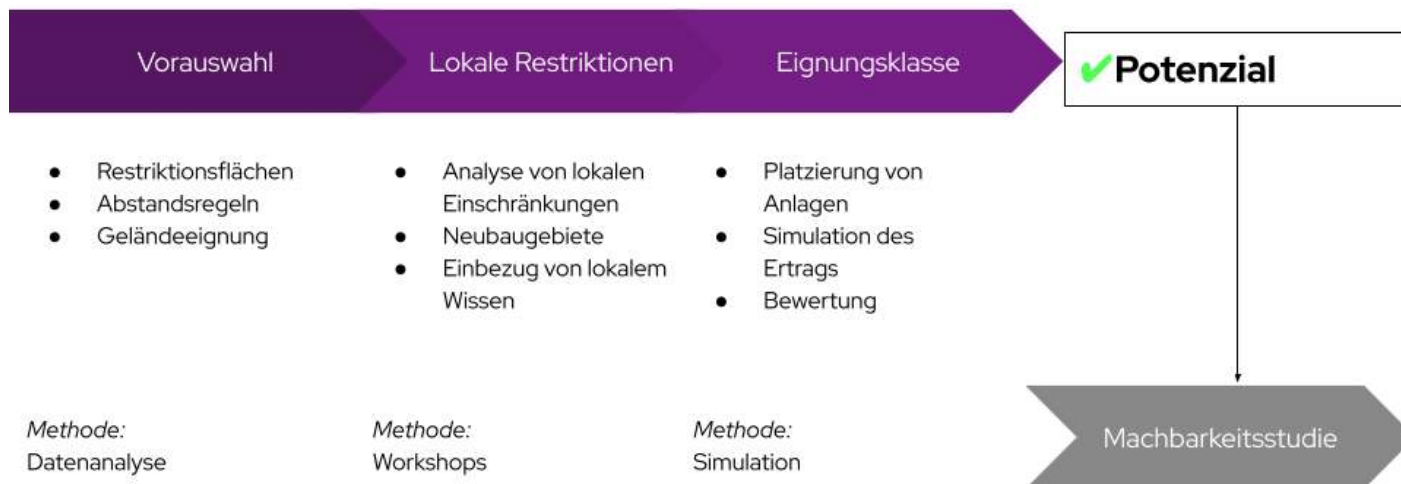 Vorauswahl
Lokale Restriktionen
Eignungsklasse
✔Potenzial
● Restriktionsflächen
● Abstandsregeln
● Geländeeignung
● Analyse von lokalen
Einschränkungen
● Neubaugebiete
● Einbezug von lokalem
Wissen
● Platzierung von
Anlagen
● Simulation des
Ertrags
● Bewertung
Methode:
Datenanalyse
Methode:
Workshops
Methode:
Simulation
Machbarkeitsstudie